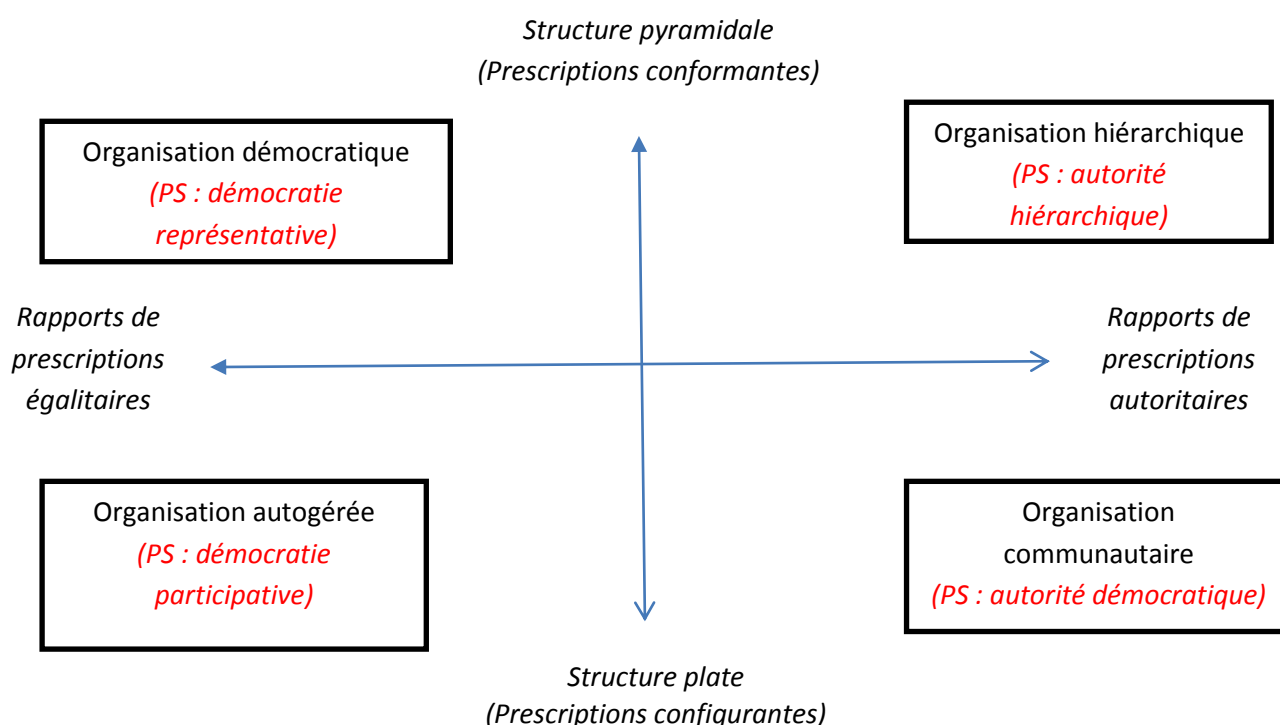 Structure pyramidale
(Prescriptions conformantes)
Organisation démocratique
(PS : démocratie
représentative)
Organisation hiérarchique
(PS : autorité
hiérarchique)
Rapports de
prescriptions
égalitaires
Rapports de
prescriptions
autoritaires
Organisation autogérée
(PS : démocratie
participative)
Organisation
communautaire
(PS : autorité démocratique)
Structure plate
(Prescriptions configurantes)